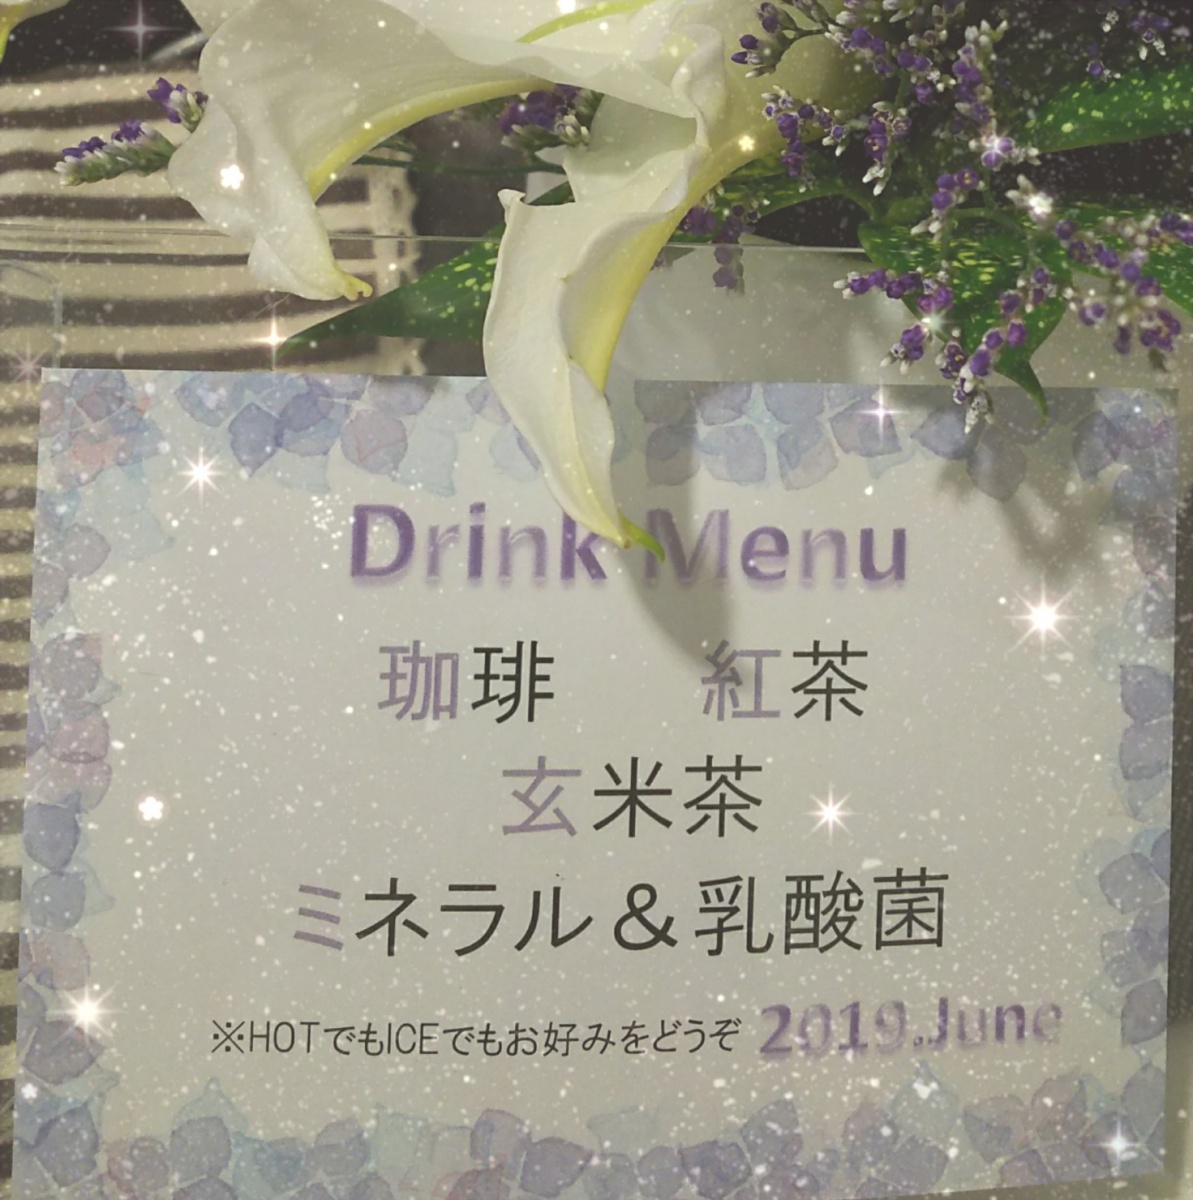 Drink Menu
珈琲 紅茶
玄米茶
ミネラル＆乳酸菌
※HOTでもICEでもお好みをどうぞ 2019.June